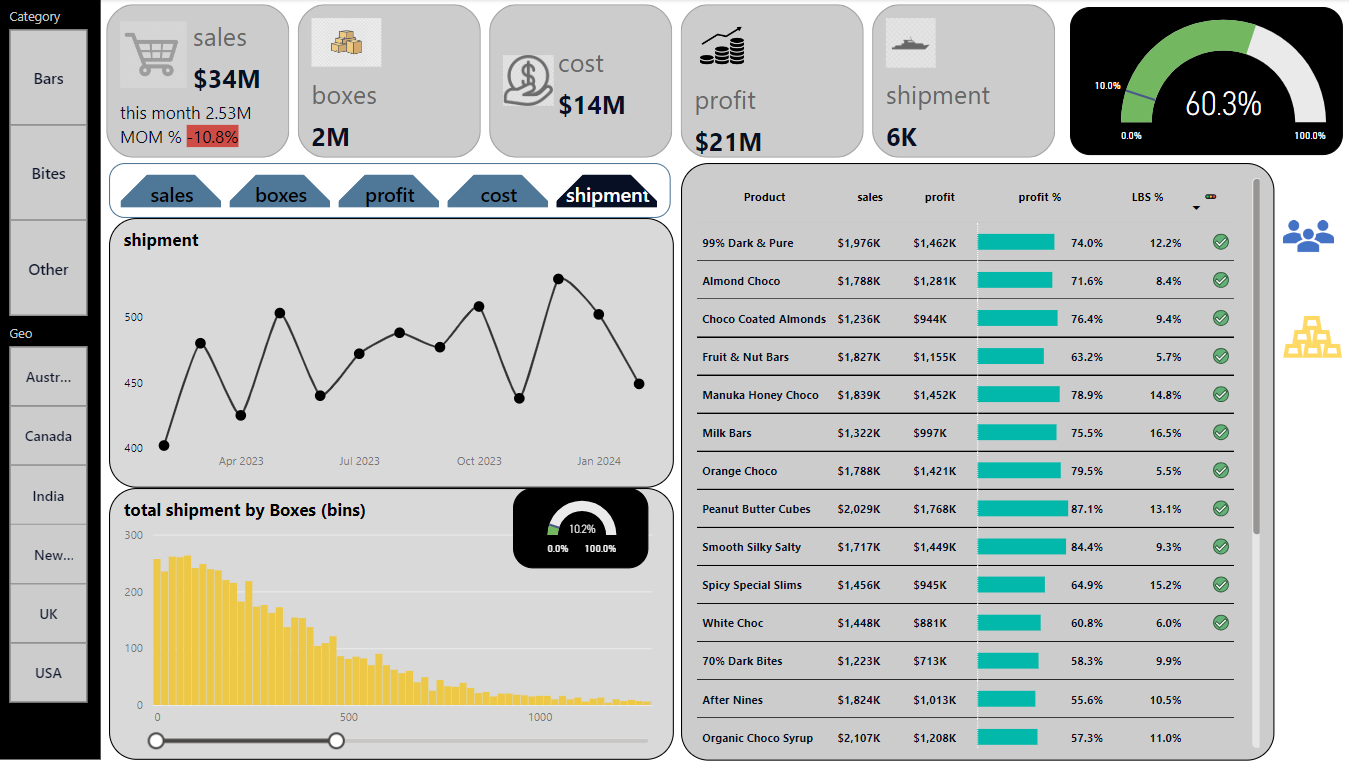 Category
Bars
Bites
Other
Geo
Austr...
Canada
India
New...
UK
USA
sales
$34M
this month 2.53M
MOM % -10.8%
boxes
2M
cost
$14M
profit
$21M
shipment
6K
10.0%
60.3%
0.0% 100.0%
sales boxes profit cost shipment
shipment
500
450
400
Apr 2023 Jul 2023 Oct 2023 Jan 2024
total shipment by Boxes (bins)
10.2%
0.0% 100.0%
300
200
100
0
0 500 1000
Product sales profit profit % LBS %
99% Dark & Pure $1,976K $1,462K 74.0% 12.2%
Almond Choco $1,788K $1,281K 71.6% 8.4%
Choco Coated Almonds $1,236K $944K 76.4% 9.4%
Fruit & Nut Bars $1,827K $1,155K 63.2% 5.7%
Manuka Honey Choco $1,839K $1,452K 78.9% 14.8%
Milk Bars $1,322K $997K 75.5% 16.5%
Orange Choco $1,788K $1,421K 79.5% 5.5%
Peanut Butter Cubes $2,029K $1,768K 87.1% 13.1%
Smooth Silky Salty $1,717K $1,449K 84.4% 9.3%
Spicy Special Slims $1,456K $945K 64.9% 15.2%
White Choc $1,448K $881K 60.8% 6.0%
70% Dark Bites $1,223K $713K 58.3% 9.9%
After Nines $1,824K $1,013K 55.6% 10.5%
Organic Choco Syrup $2,107K $1,208K 57.3% 11.0%